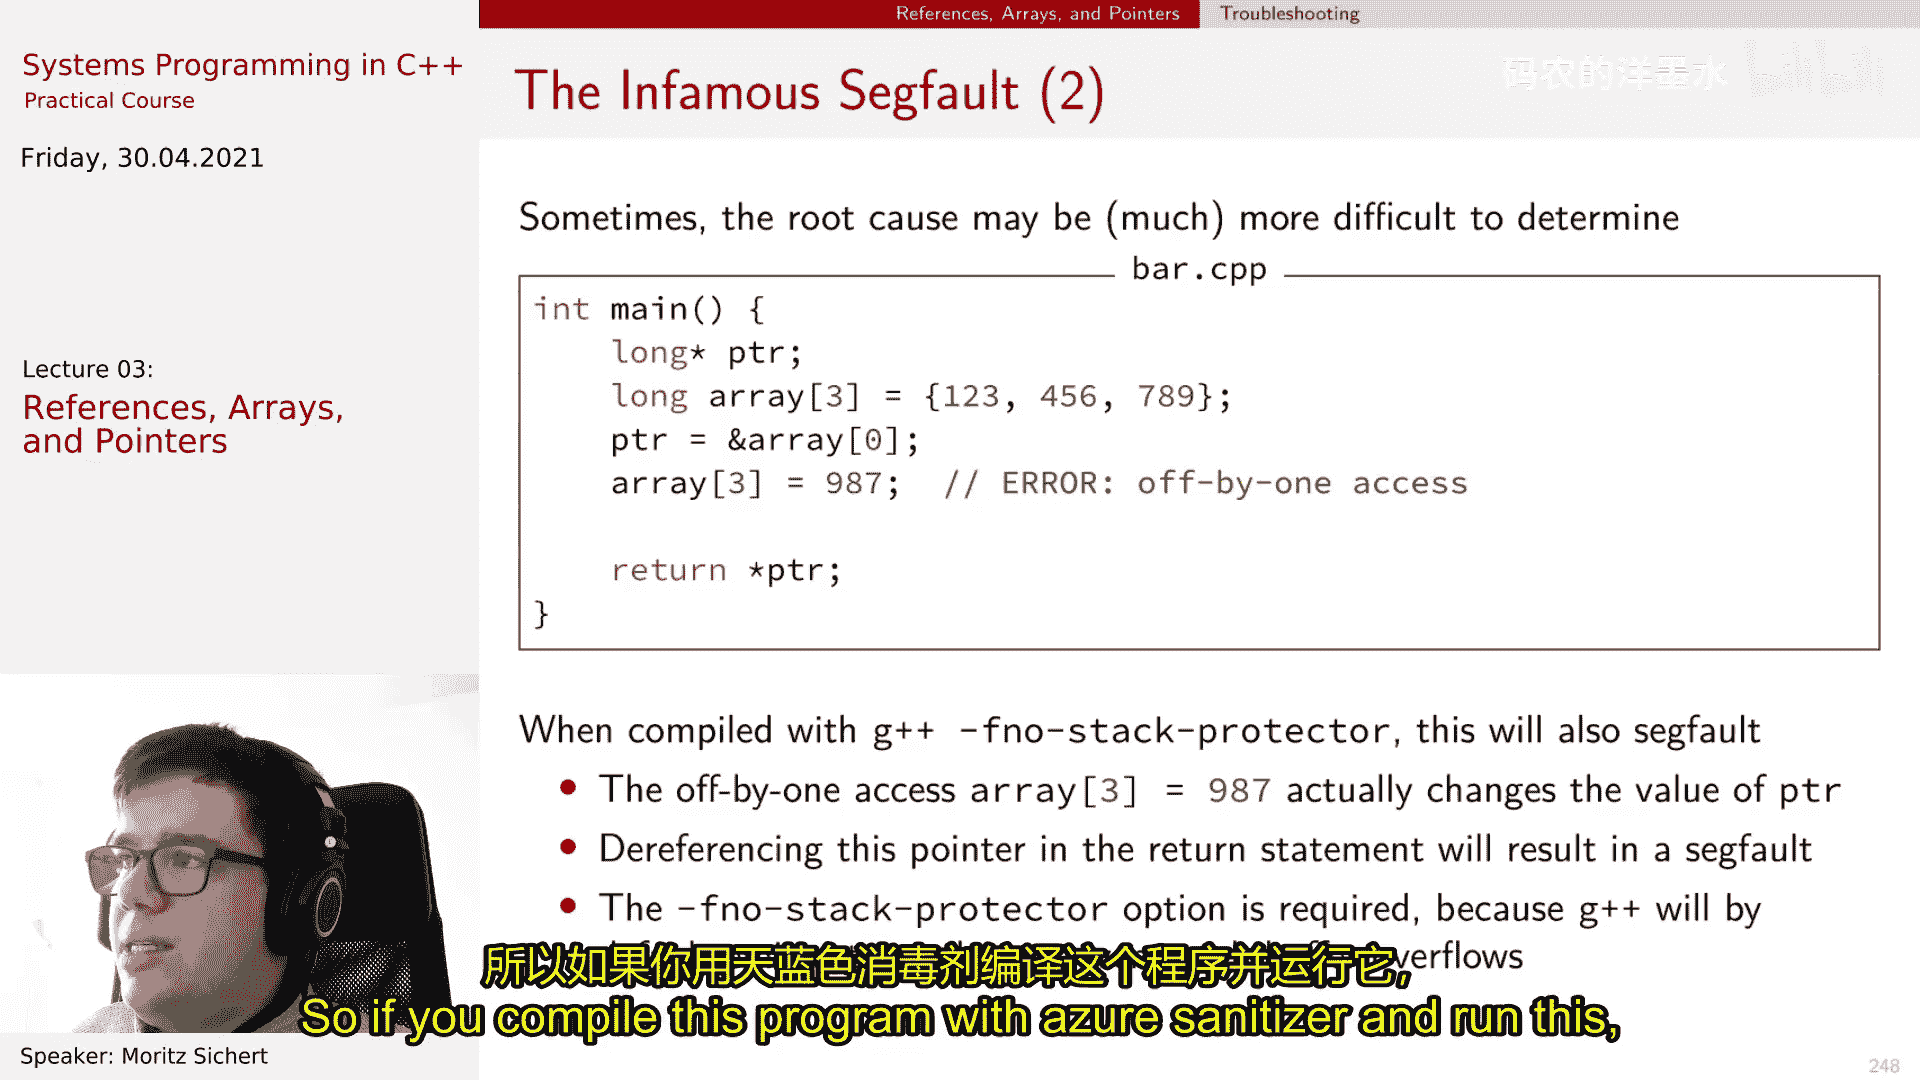 References, Arrays, and Pointers
Troubleshooting
Systems Programming in C++
Practical Course
Friday, 30.04.2021
The Infamous Segfault (2)
码农的洋墨水
Lecture 03:
References, Arrays,
and Pointers
Sometimes, the root cause may be (much) more difficult to determine
bar.cpp
int main() {
    long* ptr;
    long array[3] = {123, 456, 789};
    ptr = &array[0];
    array[3] = 987;  // ERROR: off-by-one access
    return *ptr;
}
When compiled with g++ -fno-stack-protector, this will also segfault
• The off-by-one access array[3] = 987 actually changes the value of ptr
• Dereferencing this pointer in the return statement will result in a segfault
• The -fno-stack-protector option is required, because g++ will by
verflows
所以如果你用天蓝色消毒剂编译这个程序并运行它,
So if you compile this program with azure sanitizer and run this,
Speaker: Moritz Sichert
248